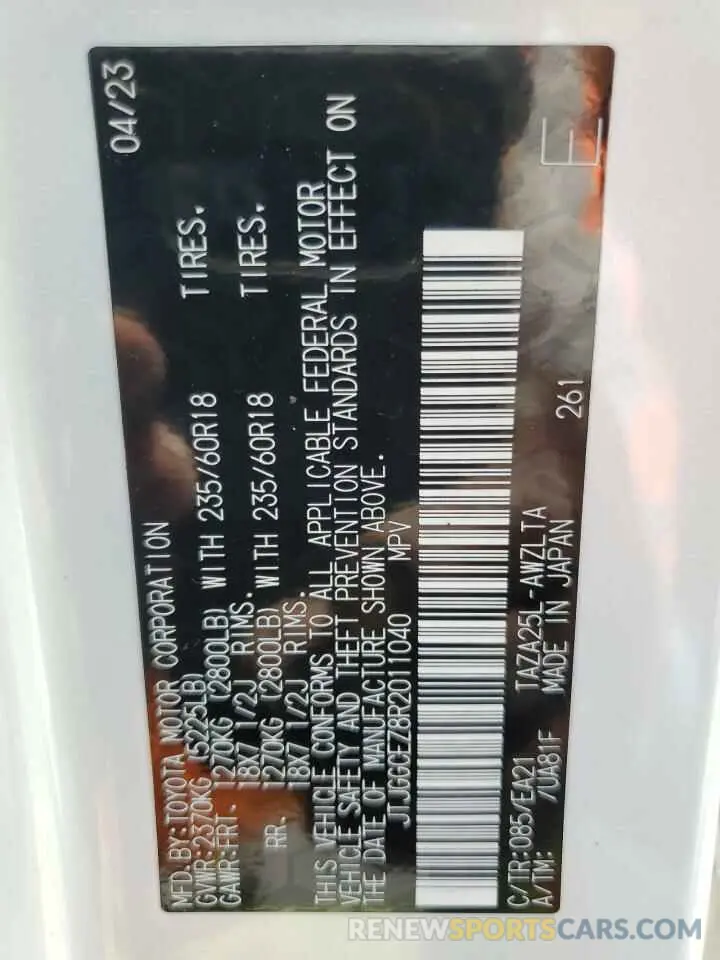 MFD.BY:TOYOTA MOTOR CORPORATION 04/23
GVWR:2370KG (5225LB)
GAWR:FRT. 1270KG (2800LB) WITH 235/60R18 TIRES.
18X7 1/2J RIMS.
RR. 1270KG (2800LB) WITH 235/60R18 TIRES.
18X7 1/2J RIMS.
THIS VEHICLE CONFORMS TO ALL APPLICABLE FEDERAL MOTOR
VEHICLE SAFETY AND THEFT PREVENTION STANDARDS IN EFFECT ON
THE DATE OF MANUFACTURE SHOWN ABOVE.
JTJGGCFZ8R2011040 MPV
C/TR:085/EA21 TAZA25L-AWZLTA 261
A/TM: /UA81F MADE IN JAPAN E
RENEWSPORTSCARS.COM